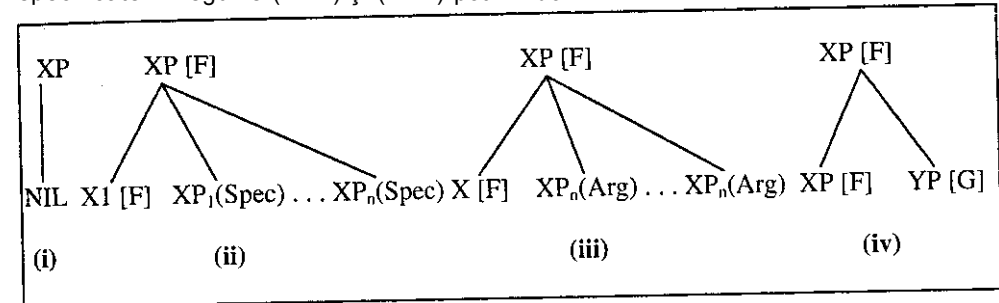 XP XP [F] XP [F] XP [F]
NIL X1 [F] XP₁(Spec) . . . XPₙ(Spec) X [F] XPₙ(Arg) . . . XPₙ(Arg) XP [F] YP [G]
(i) (ii) (iii) (iv)